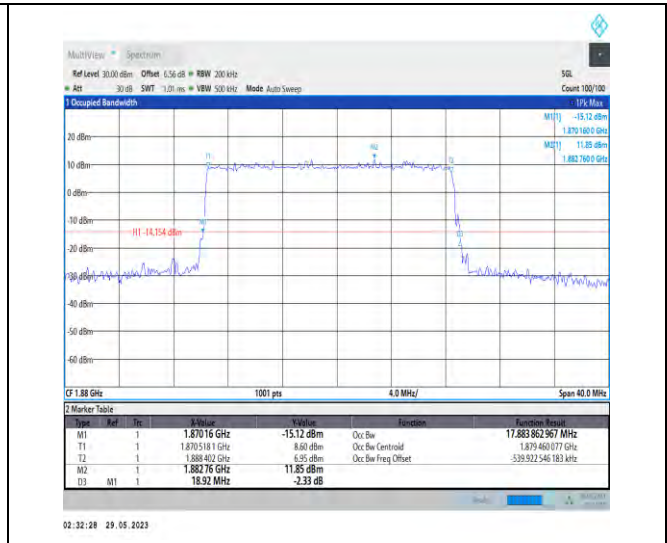 MultiView Spectrum
Ref Level 30.00 dBm Offset 6.56 dB RBW 200 kHz SGL
Att 30 dB SWT 1.01 ms VBW 500 kHz Mode Auto Sweep Count 100/100
1 Occupied Bandwidth 1Pk Max
M1[1] -15.12 dBm
1.870 160 0 GHz
M2[1] 11.85 dBm
1.882 760 0 GHz
20 dBm
T1 M2 T2
10 dBm
0 dBm
-10 dBm
M1
H1 -14.154 dBm
D3
-20 dBm
-30 dBm
-40 dBm
-50 dBm
-60 dBm
CF 1.88 GHz 1001 pts 4.0 MHz/ Span 40.0 MHz
2 Marker Table
Type Ref Trc X-Value Y-Value Function Function Result
M1 1 1.870 16 GHz -15.12 dBm Occ Bw 17.883 862 967 MHz
T1 1 1.870 518 1 GHz 8.60 dBm Occ Bw Centroid 1.879 460 077 GHz
T2 1 1.888 402 GHz 6.95 dBm Occ Bw Freq Offset -539.922 546 183 kHz
M2 1 1.882 76 GHz 11.85 dBm
D3 M1 1 18.92 MHz -2.33 dB
02:32:28 29.05.2023